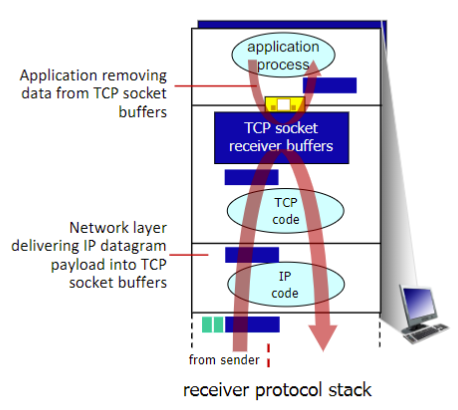 application
process
Application removing
data from TCP socket
buffers
TCP socket
receiver buffers
TCP
code
Network layer
delivering IP datagram
payload into TCP
socket buffers
IP
code
from sender
receiver protocol stack